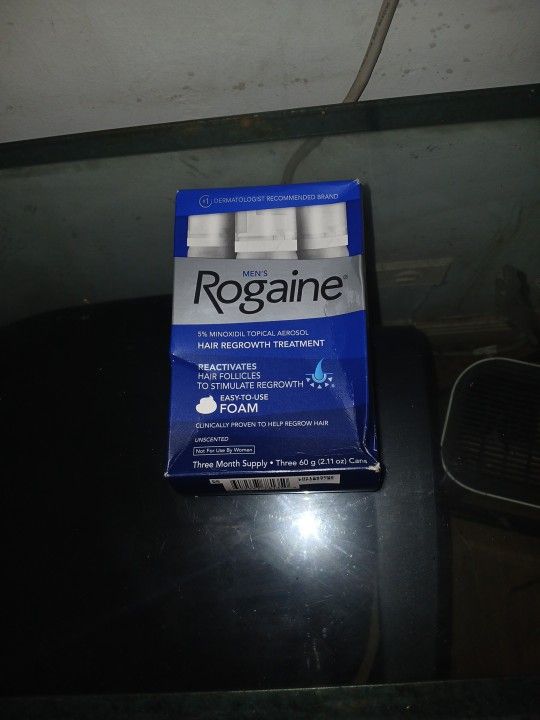 #1 DERMATOLOGIST RECOMMENDED BRAND
MEN'S
Rogaine®
5% MINOXIDIL TOPICAL AEROSOL
HAIR REGROWTH TREATMENT
REACTIVATES
HAIR FOLLICLES
TO STIMULATE REGROWTH
EASY-TO-USE
FOAM
CLINICALLY PROVEN TO HELP REGROW HAIR
UNSCENTED
Not For Use By Women
Three Month Supply • Three 60 g (2.11 oz) Cans